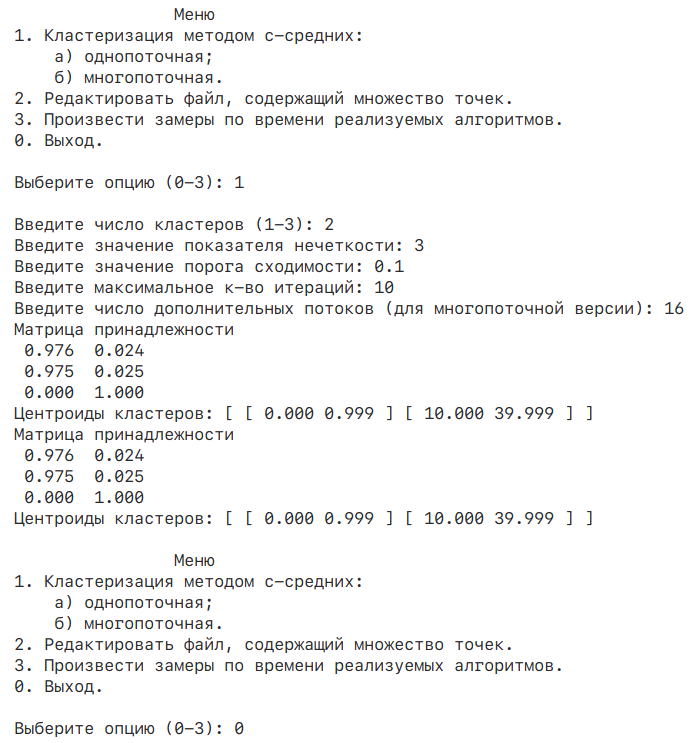 Меню
1. Кластеризация методом c-средних:
а) однопоточная;
б) многопоточная.
2. Редактировать файл, содержащий множество точек.
3. Произвести замеры по времени реализуемых алгоритмов.
0. Выход.
Выберите опцию (0-3): 1
Введите число кластеров (1-3): 2
Введите значение показателя нечеткости: 3
Введите значение порога сходимости: 0.1
Введите максимальное к-во итераций: 10
Введите число дополнительных потоков (для многопоточной версии): 16
Матрица принадлежности
0.976 0.024
0.975 0.025
0.000 1.000
Центроиды кластеров: [ [ 0.000 0.999 ] [ 10.000 39.999 ] ]
Матрица принадлежности
0.976 0.024
0.975 0.025
0.000 1.000
Центроиды кластеров: [ [ 0.000 0.999 ] [ 10.000 39.999 ] ]
Меню
1. Кластеризация методом c-средних:
а) однопоточная;
б) многопоточная.
2. Редактировать файл, содержащий множество точек.
3. Произвести замеры по времени реализуемых алгоритмов.
0. Выход.
Выберите опцию (0-3): 0